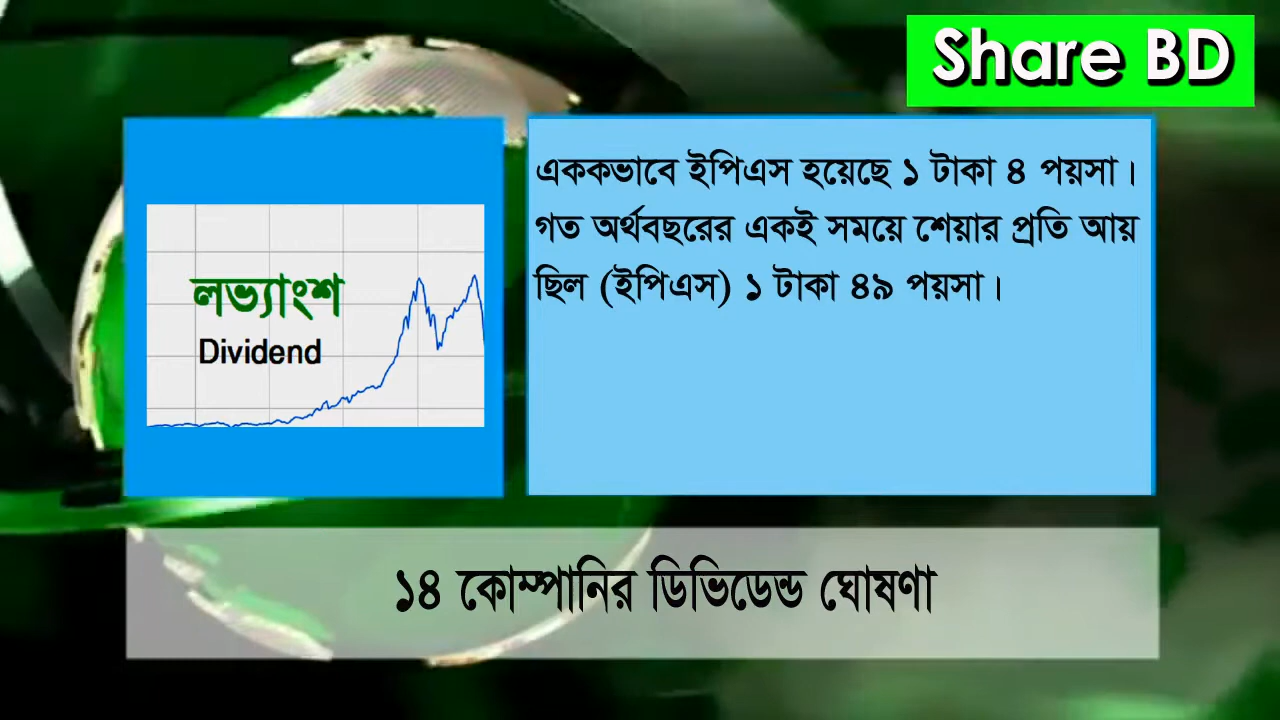 Share BD
এককভাবে ইপিএস হয়েছে ১ টাকা ৪ পয়সা।
গত অর্থবছরের একই সময়ে শেয়ার প্রতি আয়
ছিল (ইপিএস) ১ টাকা ৪৯ পয়সা।
লভ্যাংশ
Dividend
১৪ কোম্পানির ডিভিডেন্ড ঘোষণা